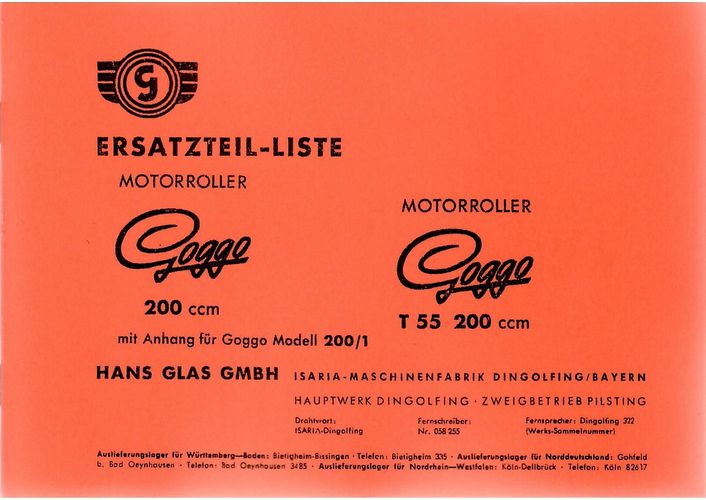 G
ERSATZTEIL-LISTE
MOTORROLLER
Goggo
200 ccm
mit Anhang für Goggo Modell 200/1
MOTORROLLER
Goggo
T 55 200 ccm
HANS GLAS GMBH ISARIA-MASCHINENFABRIK DINGOLFING/BAYERN
HAUPTWERK DINGOLFING · ZWEIGBETRIEB PILSTING
Drahtwort: Fernschreiber: Fernsprecher: Dingolfing 322
ISARIA-Dingolfing Nr. 058 255 (Werks-Sammelnummer)
Auslieferungslager für Württemberg-Baden: Bietigheim-Bissingen · Telefon: Bietigheim 335 · Auslieferungslager für Norddeutschland: Gohfeld
b. Bad Oeynhausen · Telefon: Bad Oeynhausen 3485 · Auslieferungslager für Nordrhein-Westfalen: Köln-Dellbrück · Telefon: Köln 82617